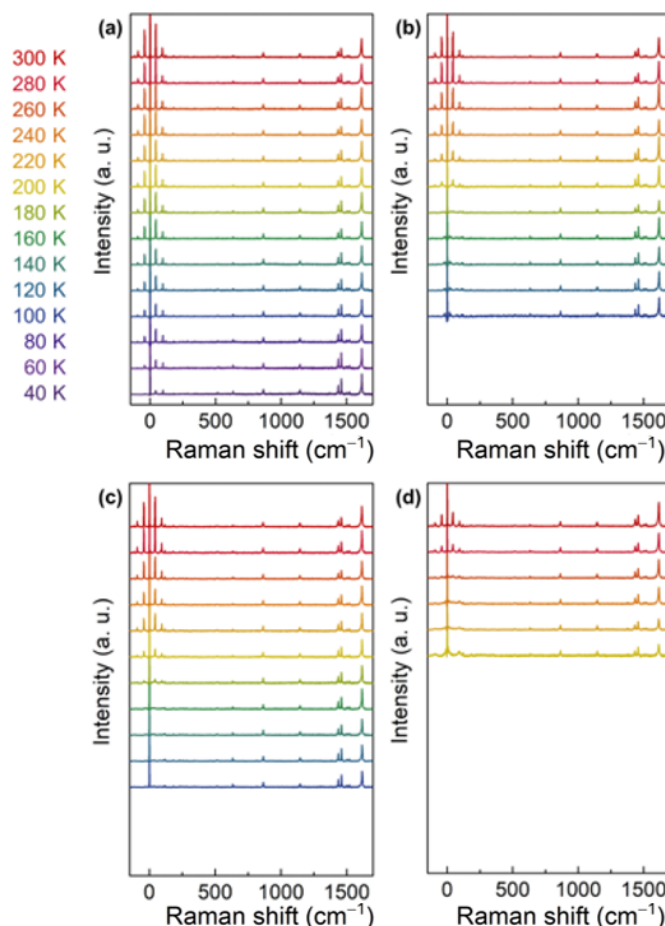 (a)
(b)
300 K
280 K
260 K
240 K
220 K
200 K
180 K
160 K
140 K
120 K
100 K
80 K
60 K
40 K
Intensity (a. u.)
Intensity (a. u.)
0 500 1000 1500
0 500 1000 1500
Raman shift (cm⁻¹)
Raman shift (cm⁻¹)
(c)
(d)
Intensity (a. u.)
Intensity (a. u.)
0 500 1000 1500
0 500 1000 1500
Raman shift (cm⁻¹)
Raman shift (cm⁻¹)